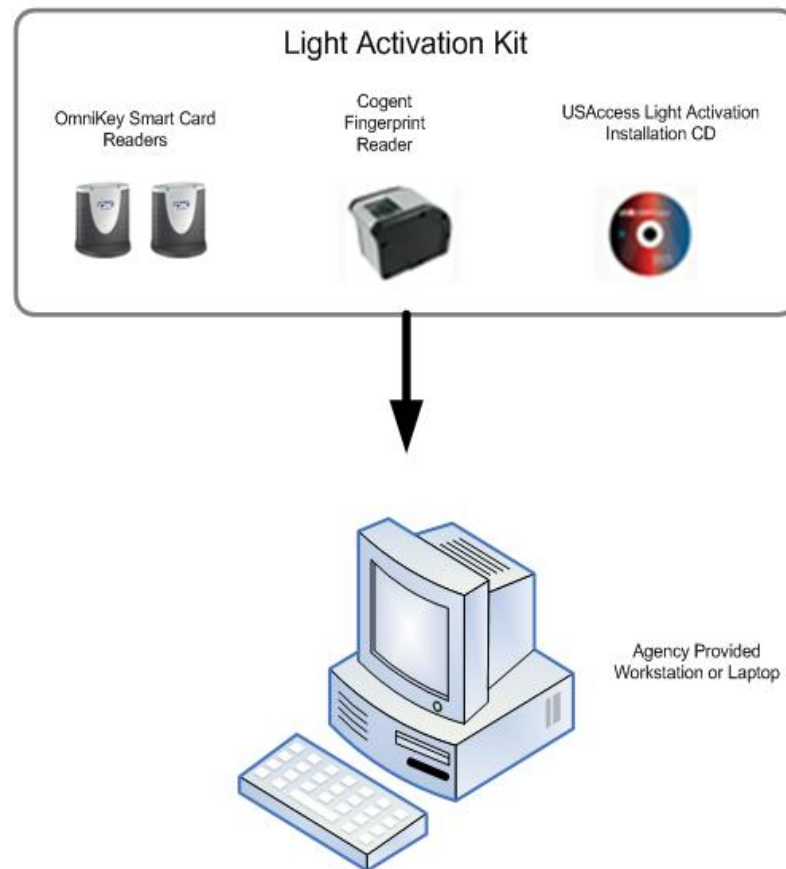 Light Activation Kit
OmniKey Smart Card
Readers
Cogent
Fingerprint
Reader
USAccess Light Activation
Installation CD
Agency Provided
Workstation or Laptop